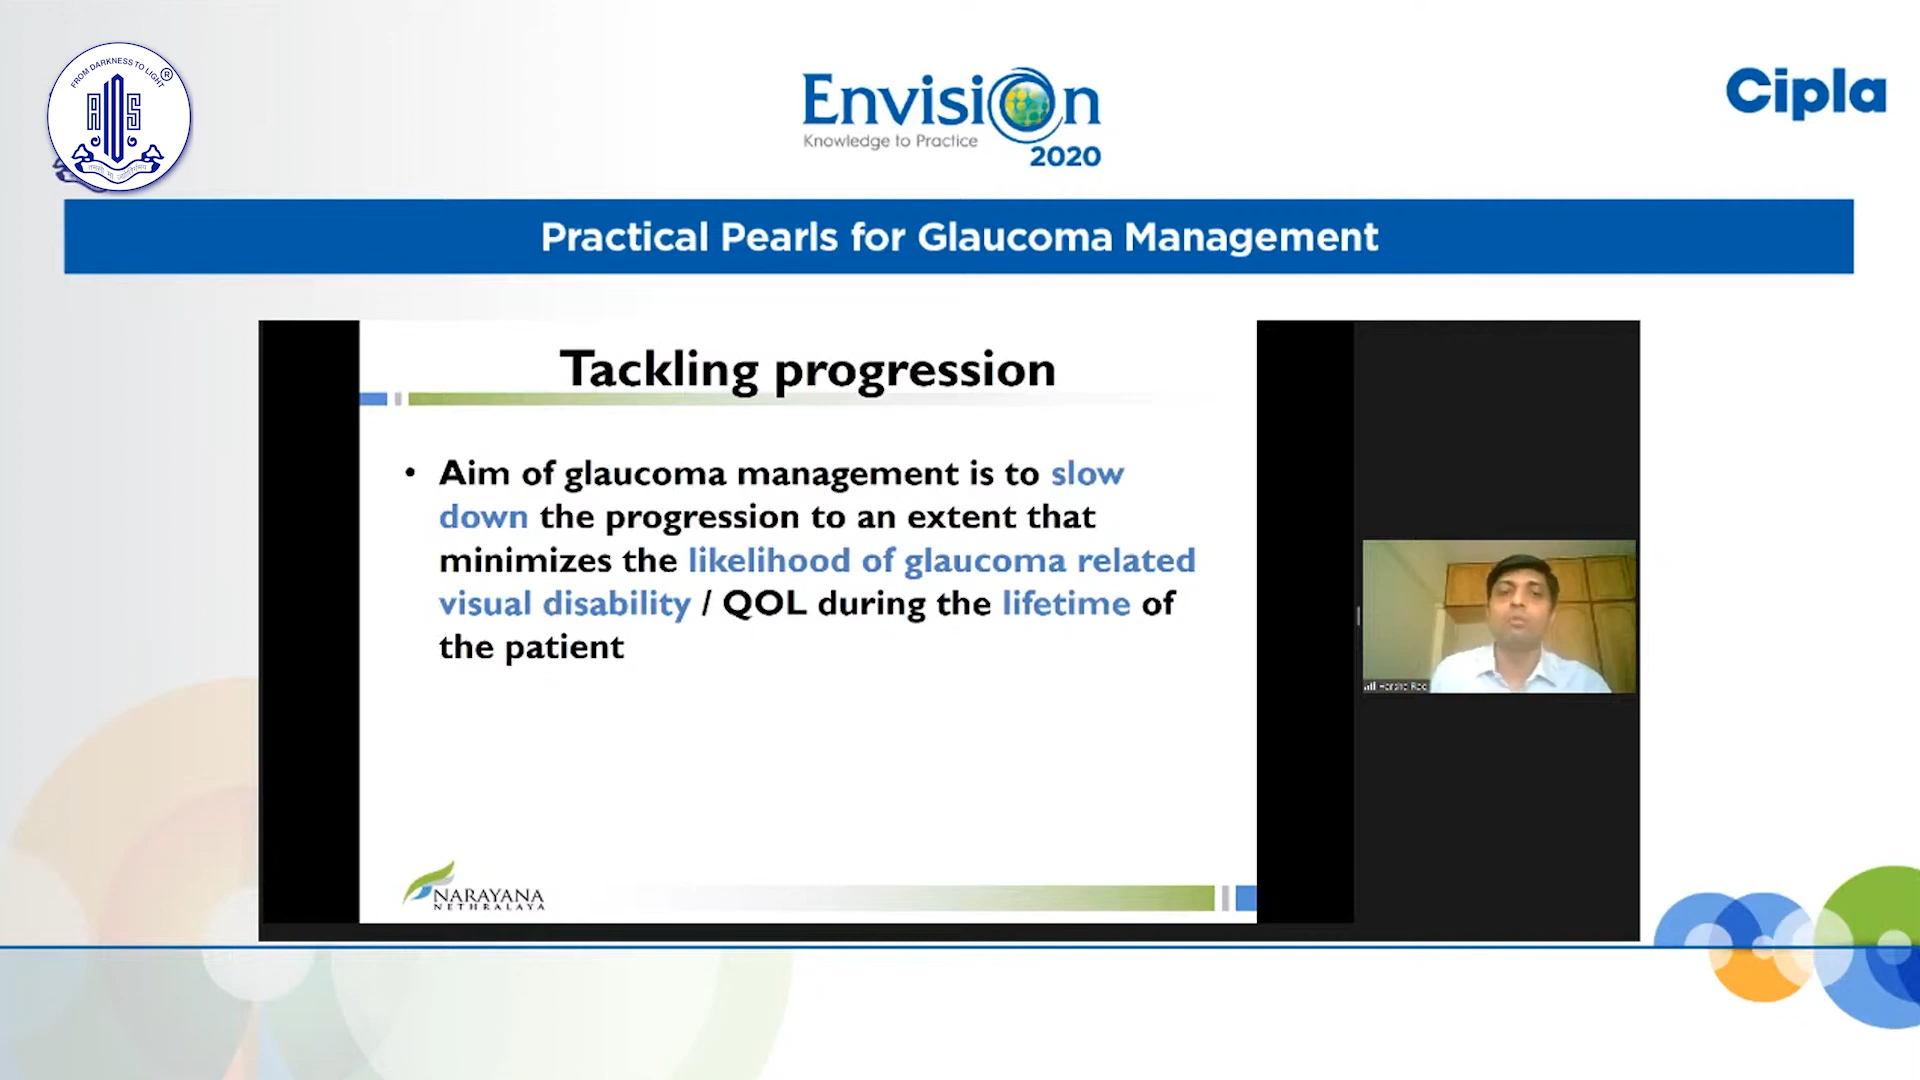 FROM DARKNESS TO LIGHT
®
AIOS
EnvisiOn
Knowledge to Practice
2020
Cipla
Practical Pearls for Glaucoma Management
Tackling progression
• Aim of glaucoma management is to slow
down the progression to an extent that
minimizes the likelihood of glaucoma related
visual disability / QOL during the lifetime of
the patient
NARAYANA
NETHRALAYA